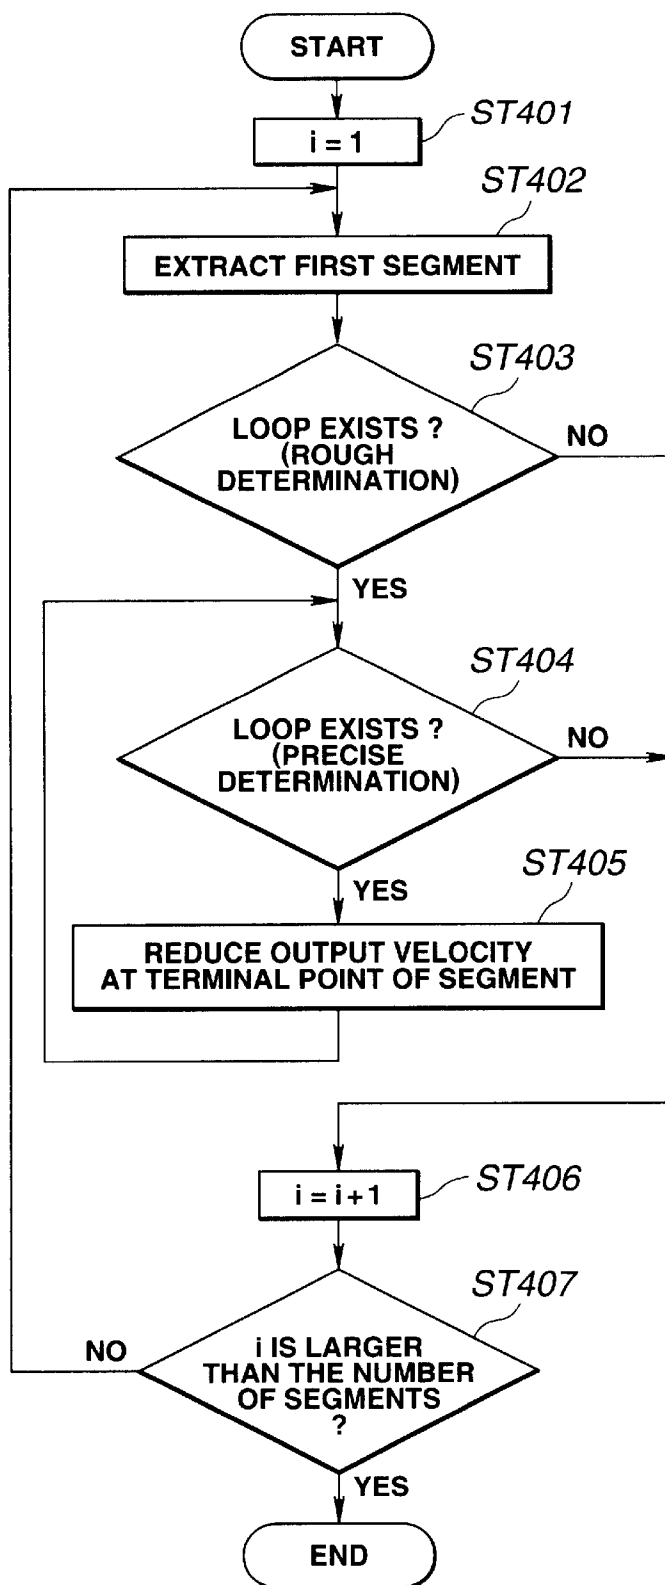 START
ST401
i = 1
ST402
EXTRACT FIRST SEGMENT
ST403
LOOP EXISTS ?
(ROUGH
DETERMINATION)
NO
YES
ST404
LOOP EXISTS ?
(PRECISE
DETERMINATION)
NO
YES
ST405
REDUCE OUTPUT VELOCITY
AT TERMINAL POINT OF SEGMENT
i = i+1
ST406
ST407
NO
i IS LARGER
THAN THE NUMBER
OF SEGMENTS
?
YES
END